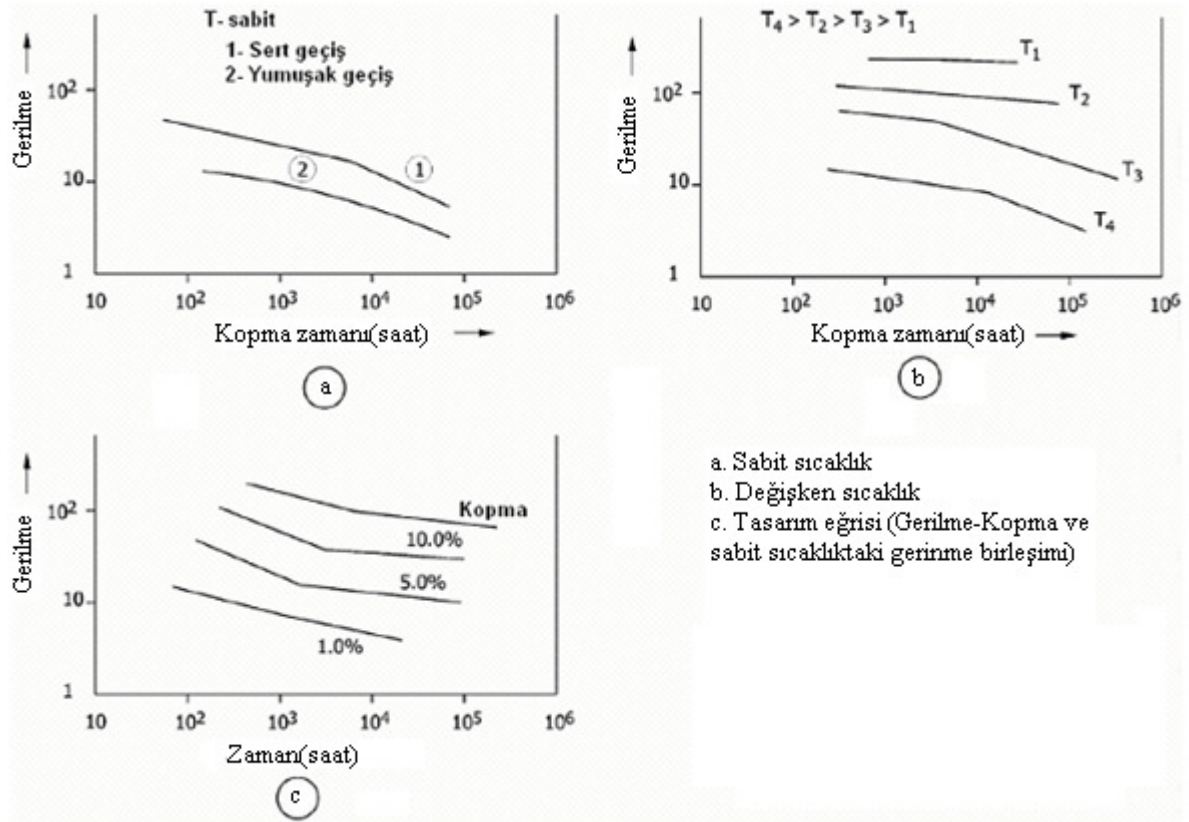 T- sabit
1- Sert geçiş
2- Yumuşak geçiş
Gerilme
10²
10
1
1
2
10 10² 10³ 10⁴ 10⁵ 10⁶
Kopma zamanı(saat)
a
T₄ > T₂ > T₃ > T₁
Gerilme
10²
10
1
T₁
T₂
T₃
T₄
10 10² 10³ 10⁴ 10⁵ 10⁶
Kopma zamanı(saat)
b
Gerilme
10²
10
1
Kopma
10.0%
5.0%
1.0%
10 10² 10³ 10⁴ 10⁵ 10⁶
Zaman(saat)
c
a. Sabit sıcaklık
b. Değişken sıcaklık
c. Tasarım eğrisi (Gerilme-Kopma ve
sabit sıcaklıktaki gerinme birleşimi)